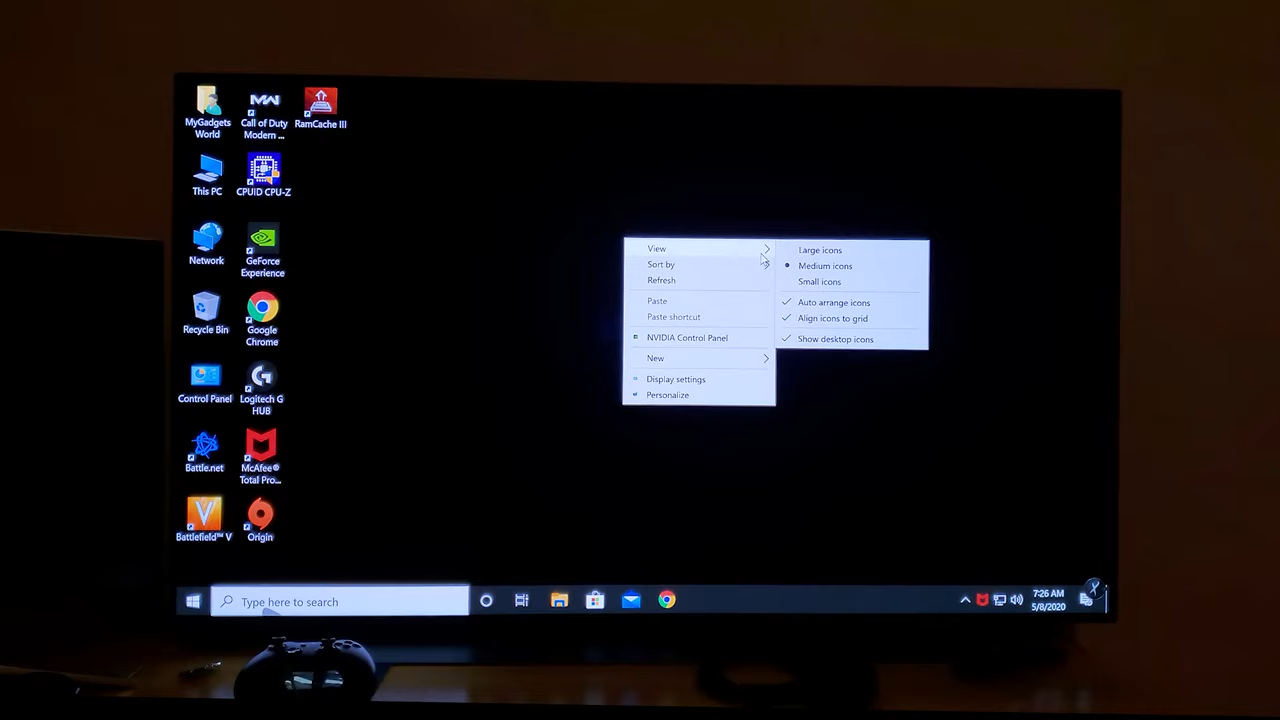 MyGadgets
World
Call of Duty
Modern ...
RamCache III
This PC
CPUID CPU-Z
Network
GeForce
Experience
Recycle Bin
Google
Chrome
Control Panel
Logitech G
HUB
Battle.net
McAfee®
Total Pro...
Battlefield™ V
Origin
View
Sort by
Refresh
Paste
Paste shortcut
NVIDIA Control Panel
New
Display settings
Personalize
Large icons
Medium icons
Small icons
Auto arrange icons
Align icons to grid
Show desktop icons
Type here to search
7:26 AM
5/8/2020